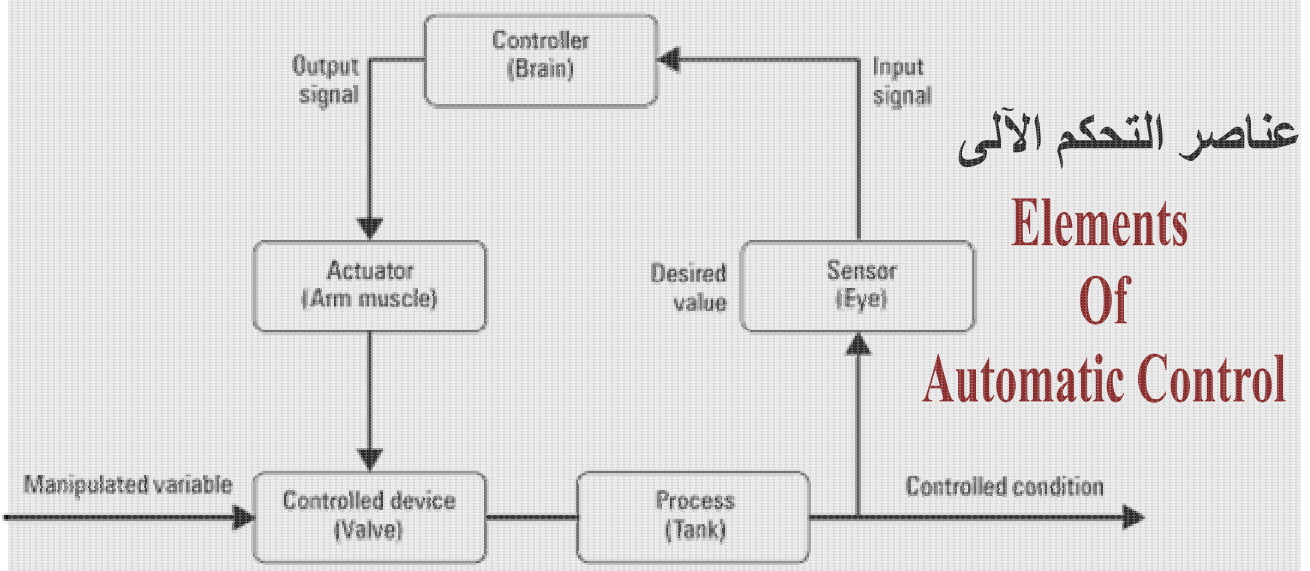 Controller
(Brain)
Output
signal
Input
signal
عناصر التحكم الآلى
Elements
Of
Automatic Control
Actuator
(Arm muscle)
Desired
value
Sensor
(Eye)
Manipulated variable
Controlled device
(Valve)
Process
(Tank)
Controlled condition